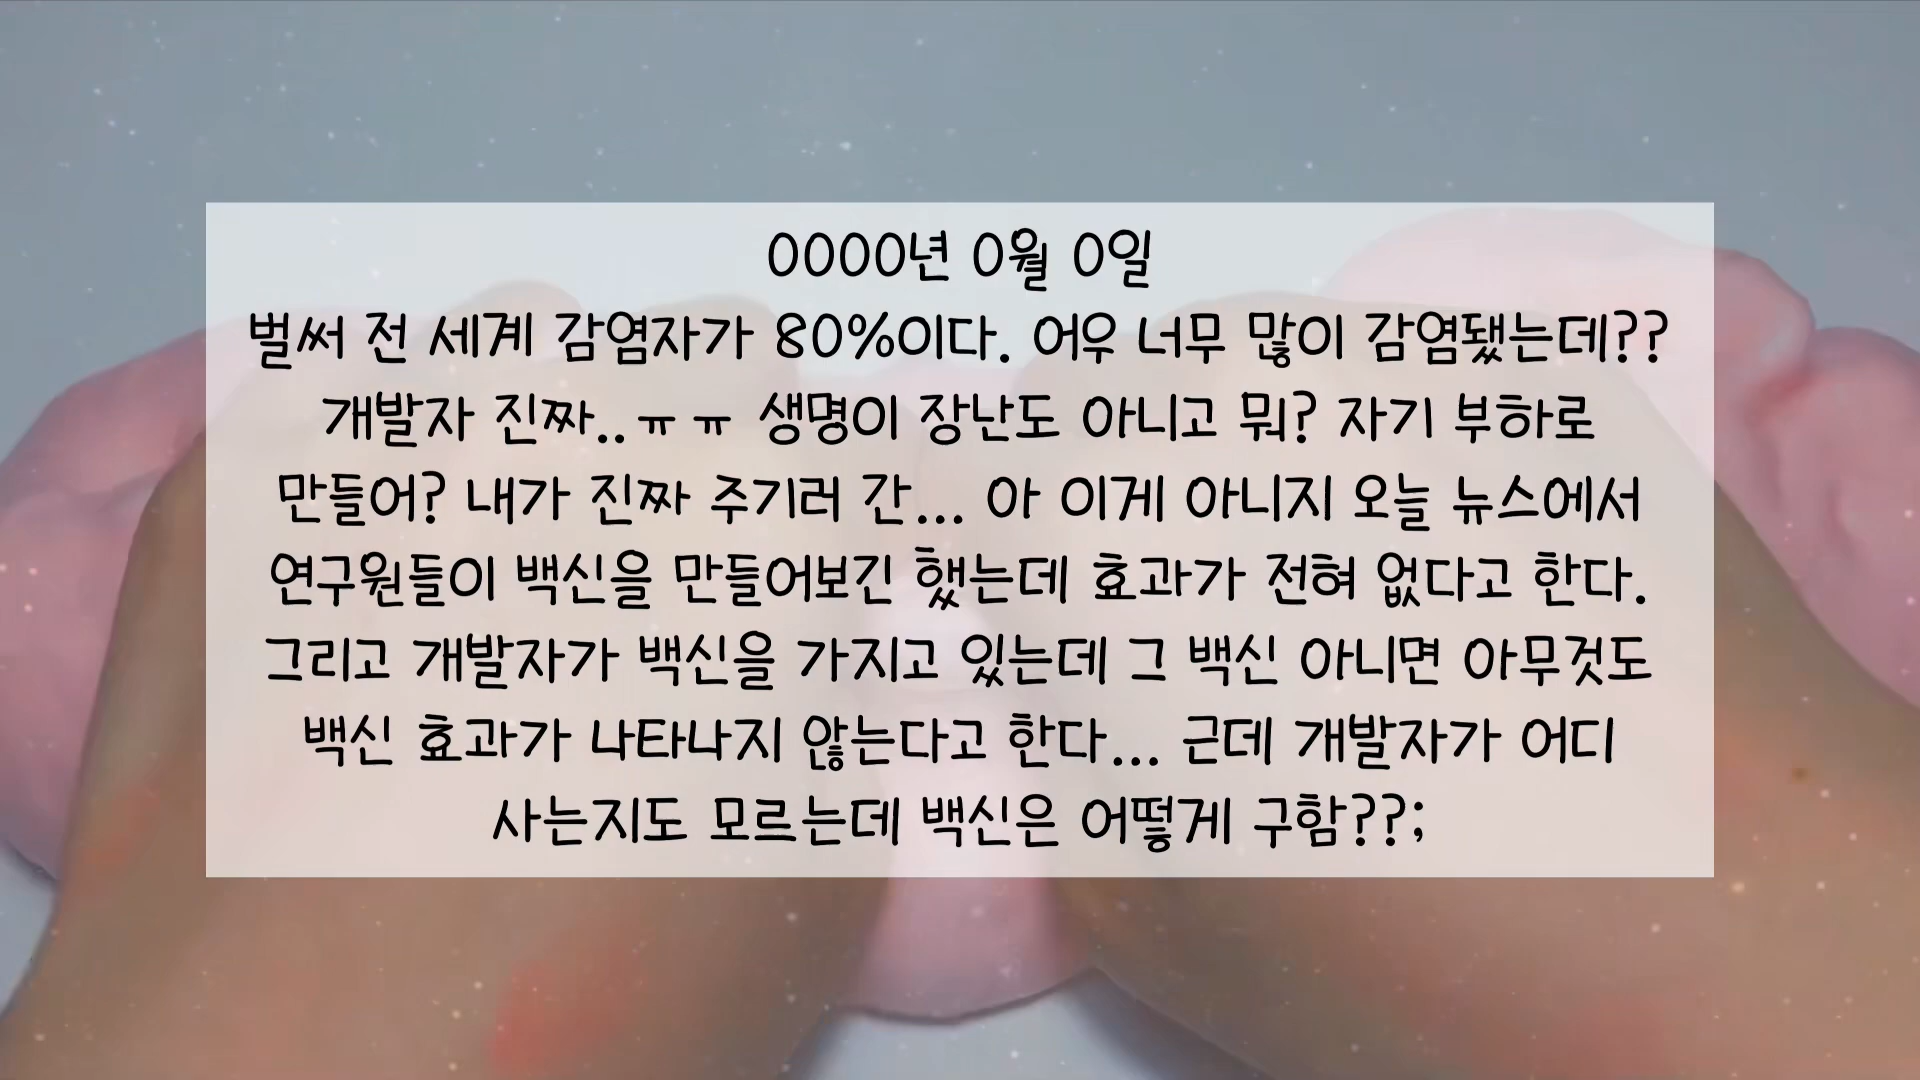 0000년 0월 0일
벌써 전 세계 감염자가 80%이다. 어우 너무 많이 감염됐는데??
개발자 진짜..ㅠㅠ 생명이 장난도 아니고 뭐? 자기 부하로
만들어? 내가 진짜 주기러 간... 아 이게 아니지 오늘 뉴스에서
연구원들이 백신을 만들어보긴 했는데 효과가 전혀 없다고 한다.
그리고 개발자가 백신을 가지고 있는데 그 백신 아니면 아무것도
백신 효과가 나타나지 않는다고 한다... 근데 개발자가 어디
사는지도 모르는데 백신은 어떻게 구함??;